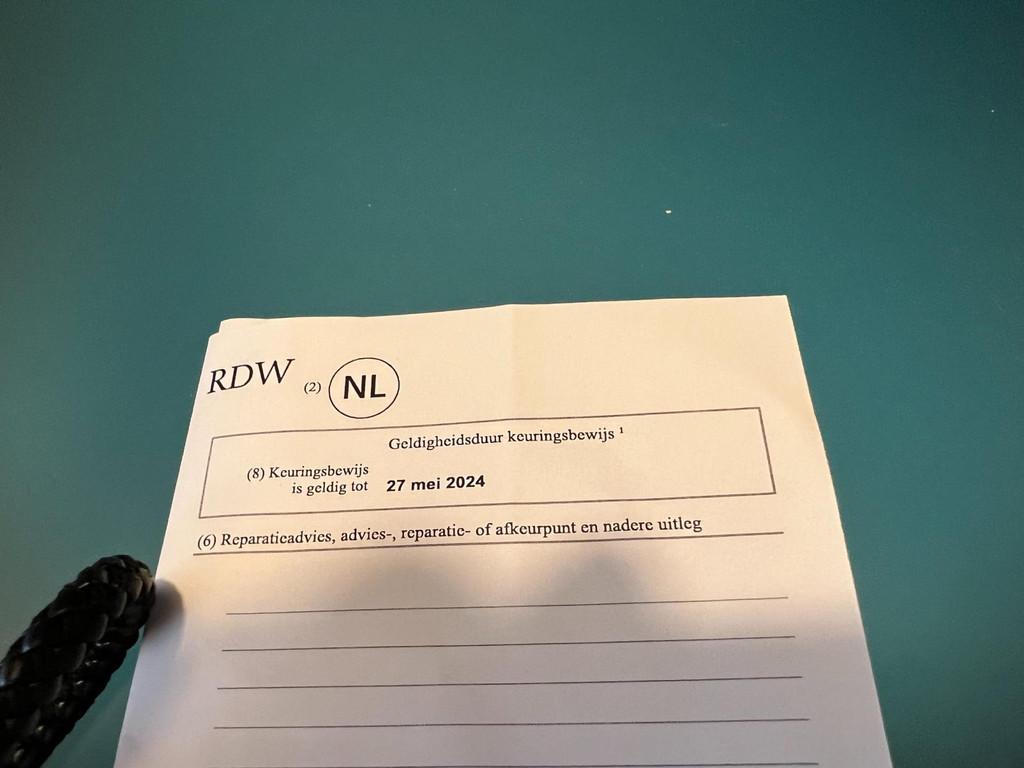 RDW (2) NL
Geldigheidsduur keuringsbewijs ¹
(8) Keuringsbewijs
is geldig tot 27 mei 2024
(6) Reparatieadvies, advies-, reparatie- of afkeurpunt en nadere uitleg